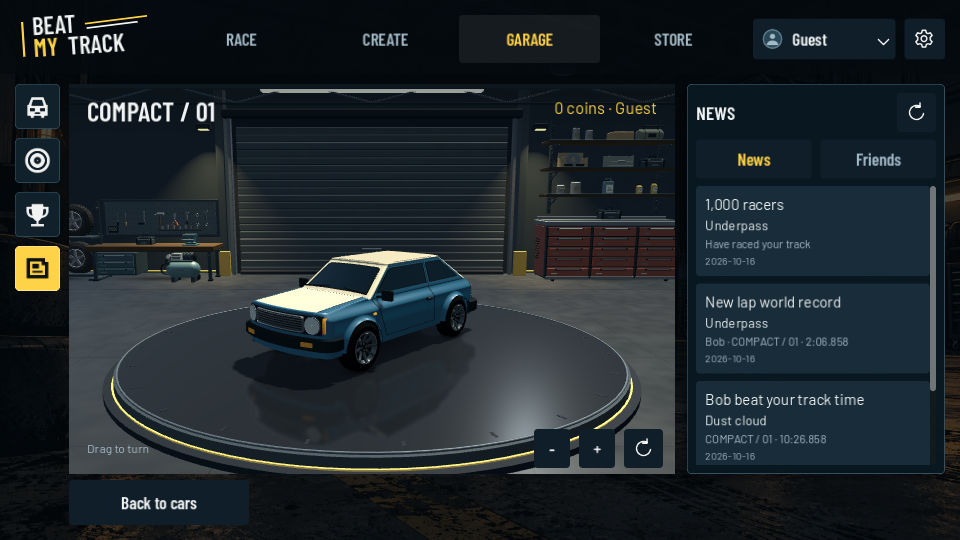 BEAT
MY TRACK
RACE
CREATE
GARAGE
STORE
Guest
COMPACT / 01
0 coins · Guest
Drag to turn
-
+
Back to cars
NEWS
News
Friends
1,000 racers
Underpass
Have raced your track
2026-10-16
New lap world record
Underpass
Bob · COMPACT / 01 · 2:06.858
2026-10-16
Bob beat your track time
Dust cloud
COMPACT / 01 · 10:26.858
2026-10-16